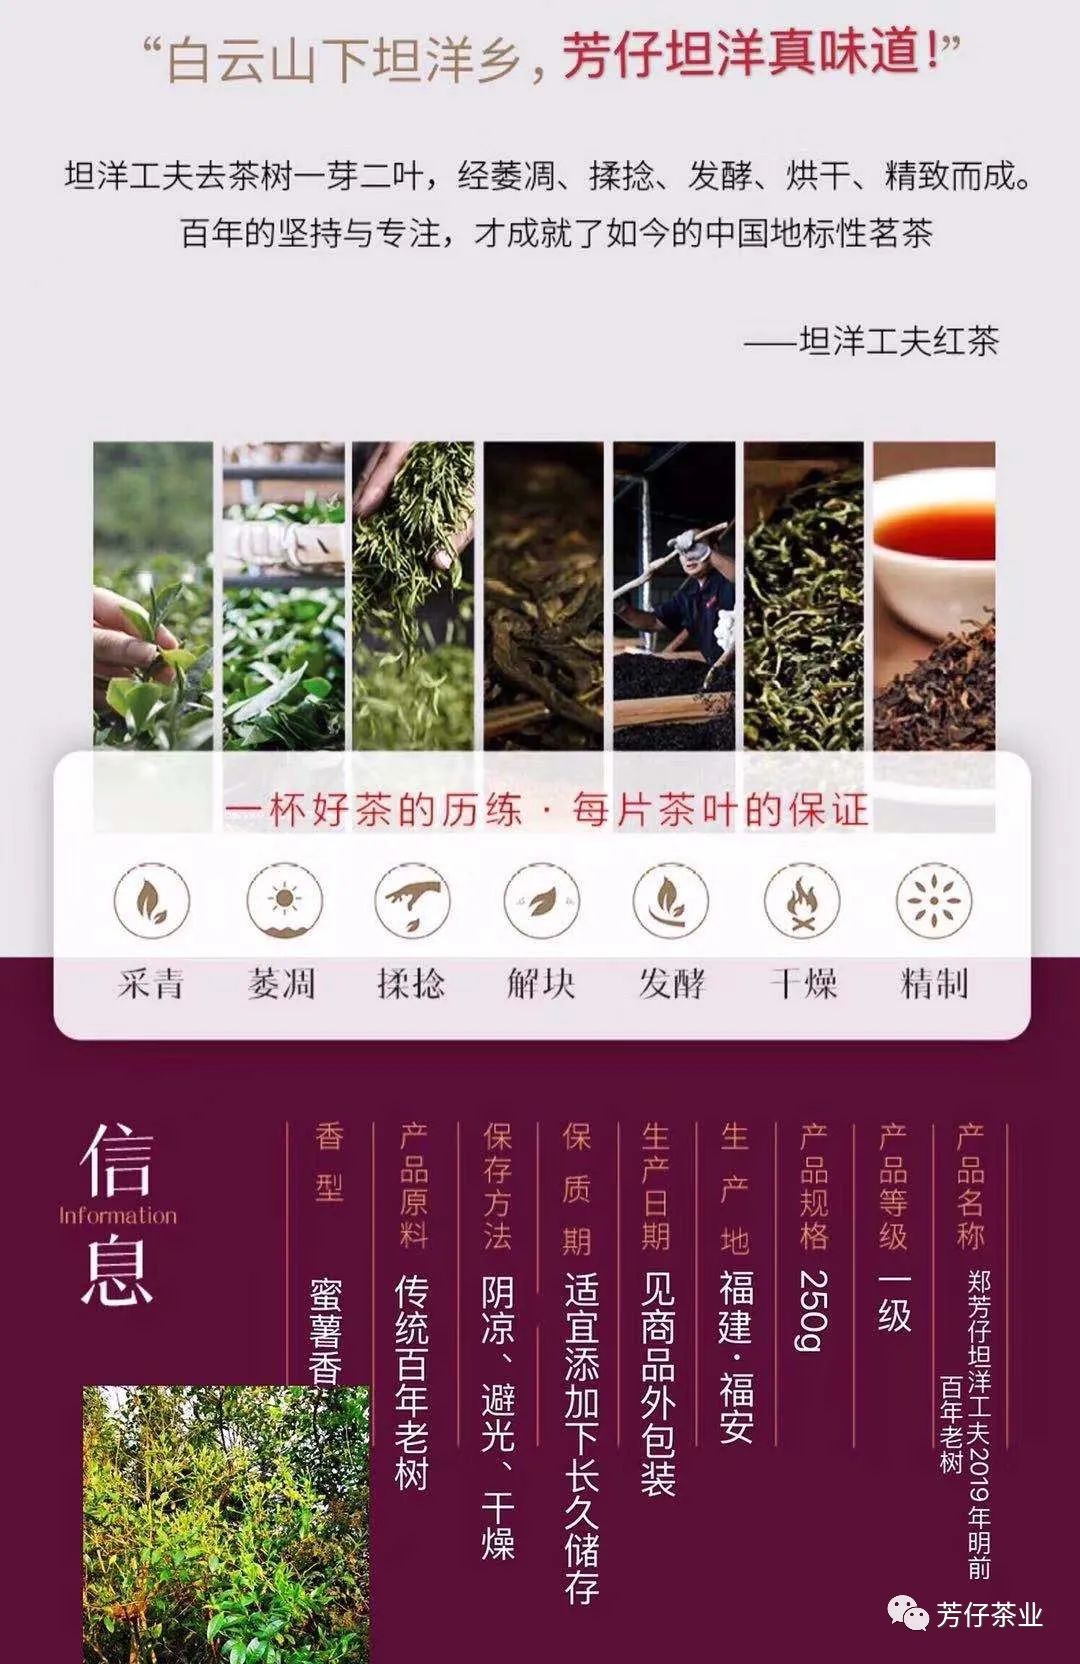 “白云山下坦洋乡，芳仔坦洋真味道！”
坦洋工夫去茶树一芽二叶，经萎凋、揉捻、发酵、烘干、精致而成。
百年的坚持与专注，才成就了如今的中国地标性茗茶
——坦洋工夫红茶
一杯好茶的历练·每片茶叶的保证
采青
萎凋
揉捻
解块
发酵
干燥
精制
信息
Information
产品名称
郑芳仔坦洋工夫2019年明前
百年老树
产品等级
一级
产品规格
250g
生产地
福建·福安
生产日期
见商品外包装
保质期
适宜添加下长久储存
保存方法
阴凉、避光、干燥
产品原料
传统百年老树
香型
蜜薯香
芳仔茶业